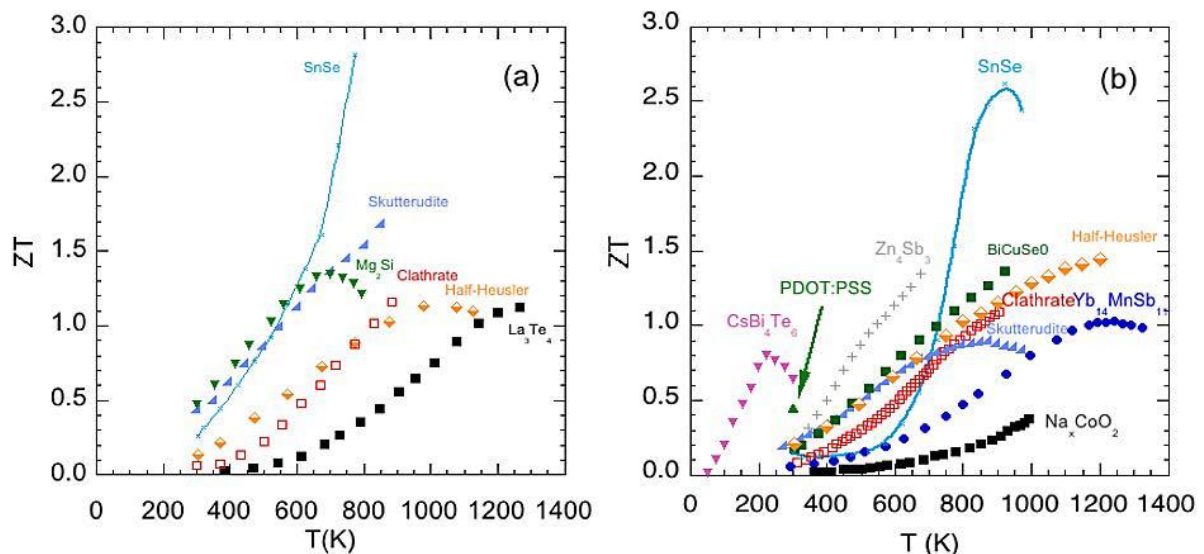 (a)
ZT
3.0
2.5
2.0
1.5
1.0
0.5
0.0
SnSe
Skutterudite
Mg2Si
Clathrate
Half-Heusler
La3Te4
0 200 400 600 800 1000 1200 1400
T(K)
(b)
ZT
3.0
2.5
2.0
1.5
1.0
0.5
0.0
SnSe
Zn4Sb3
Half-Heusler
BiCuSe0
PDOT:PSS
CsBi4Te6
Clathrate
Yb14MnSb11
Skutterudite
NaxCoO2
0 200 400 600 800 1000 1200 1400
T (K)